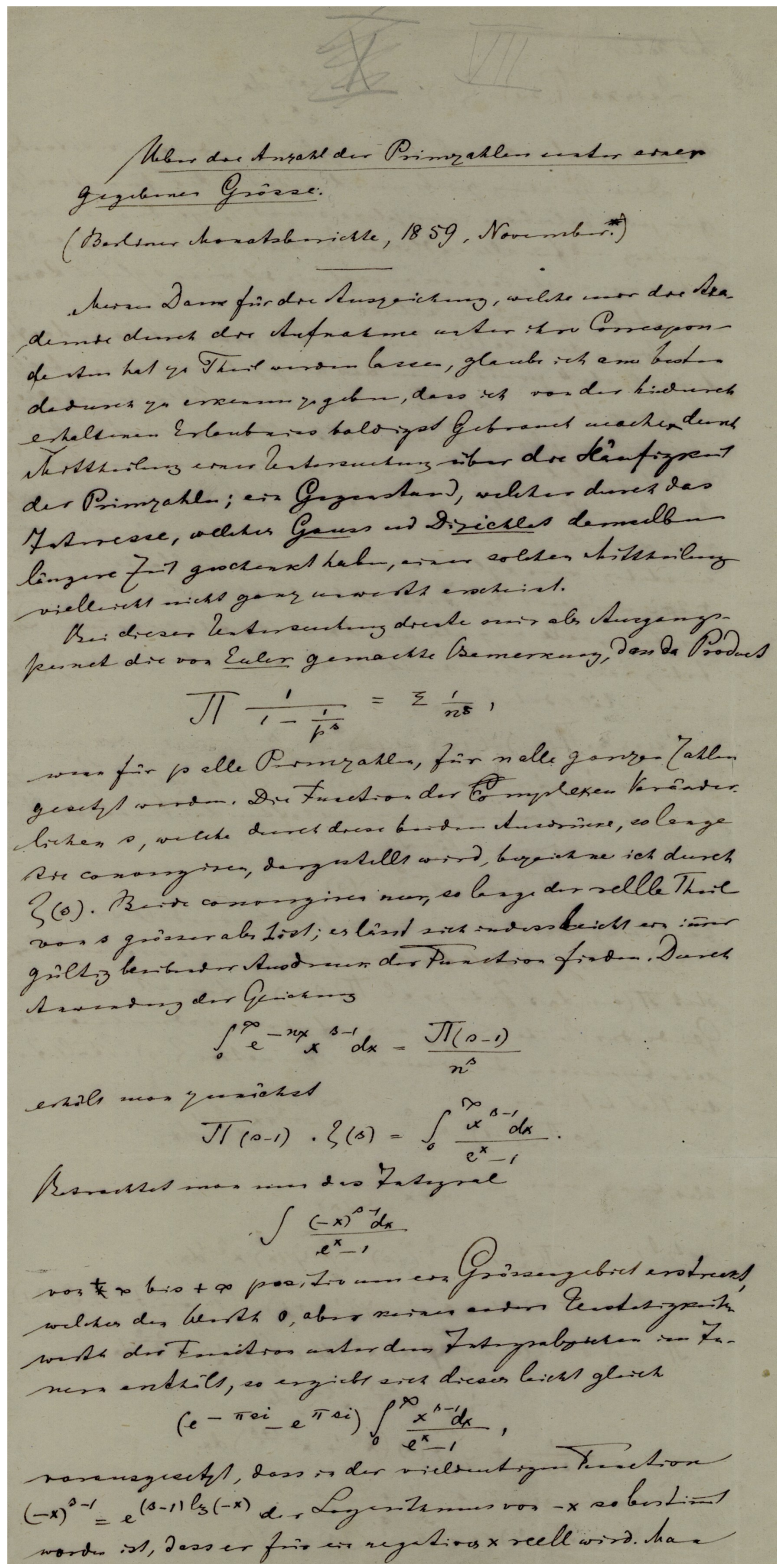 X. VII
Ueber die Anzahl der Primzahlen unter einer
gegebenen Grösse.
(Berliner Monatsberichte, 1859, November.*)
Meinen Dank für die Auszeichnung, welche mir die Aka-
demie durch die Aufnahme unter ihre Correspon-
denten hat zu Theil werden lassen, glaube ich am besten
dadurch zu erkennen zu geben, dass ich von der hiedurch
erhaltenen Erlaubniss baldigst Gebrauch mache, durch
Mittheilung einer Untersuchung über die Häufigkeit
der Primzahlen; ein Gegenstand, welcher durch das
Interesse, welches Gauss und Dirichlet demselben
längere Zeit geschenkt haben, einer solchen Mittheilung
vielleicht nicht ganz unwerth erscheint.
Bei dieser Untersuchung diente mir als Ausgangs-
punct die von Euler gemachte Bemerkung, dass das Product
∏ 1/(1 − 1/p^s) = Σ 1/n^s,
wenn für p alle Primzahlen, für n alle ganzen Zahlen
gesetzt werden. Die Function der Complexen Veränder-
lichen s, welche durch diese beiden Ausdrücke, so lange
sie convergiren, dargestellt wird, bezeichne ich durch
ζ(s). Beide convergiren nur, so lange der reelle Theil
von s grösser als 1 ist; es lässt sich indess leicht ein immer
gültig bleibender Ausdruck der Function finden. Durch
Anwendung der Gleichung
∫₀^∞ e^{−nx} x^{s−1} dx = Π(s−1)/n^s
erhält man zunächst
Π(s−1) . ζ(s) = ∫₀^∞ x^{s−1} dx/(e^x − 1).
Betrachtet man nun das Integral
∫ (−x)^{s−1} dx/(e^x − 1)
von + ∞ bis + ∞ positiv um ein Grössengebiet erstreckt,
welches den Werth 0, aber keinen andern Unstetigkeits-
werth der Function unter dem Integralzeichen im In-
nern enthält, so ergiebt sich dieses leicht gleich
(e^{−πsi} − e^{πsi}) ∫₀^∞ x^{s−1} dx/(e^x − 1),
vorausgesetzt, dass in der vieldeutigen Function
(−x)^{s−1} = e^{(s−1) lg(−x)} der Logarithmus von −x so bestimmt
worden ist, dass er für ein negatives x reell wird. Man